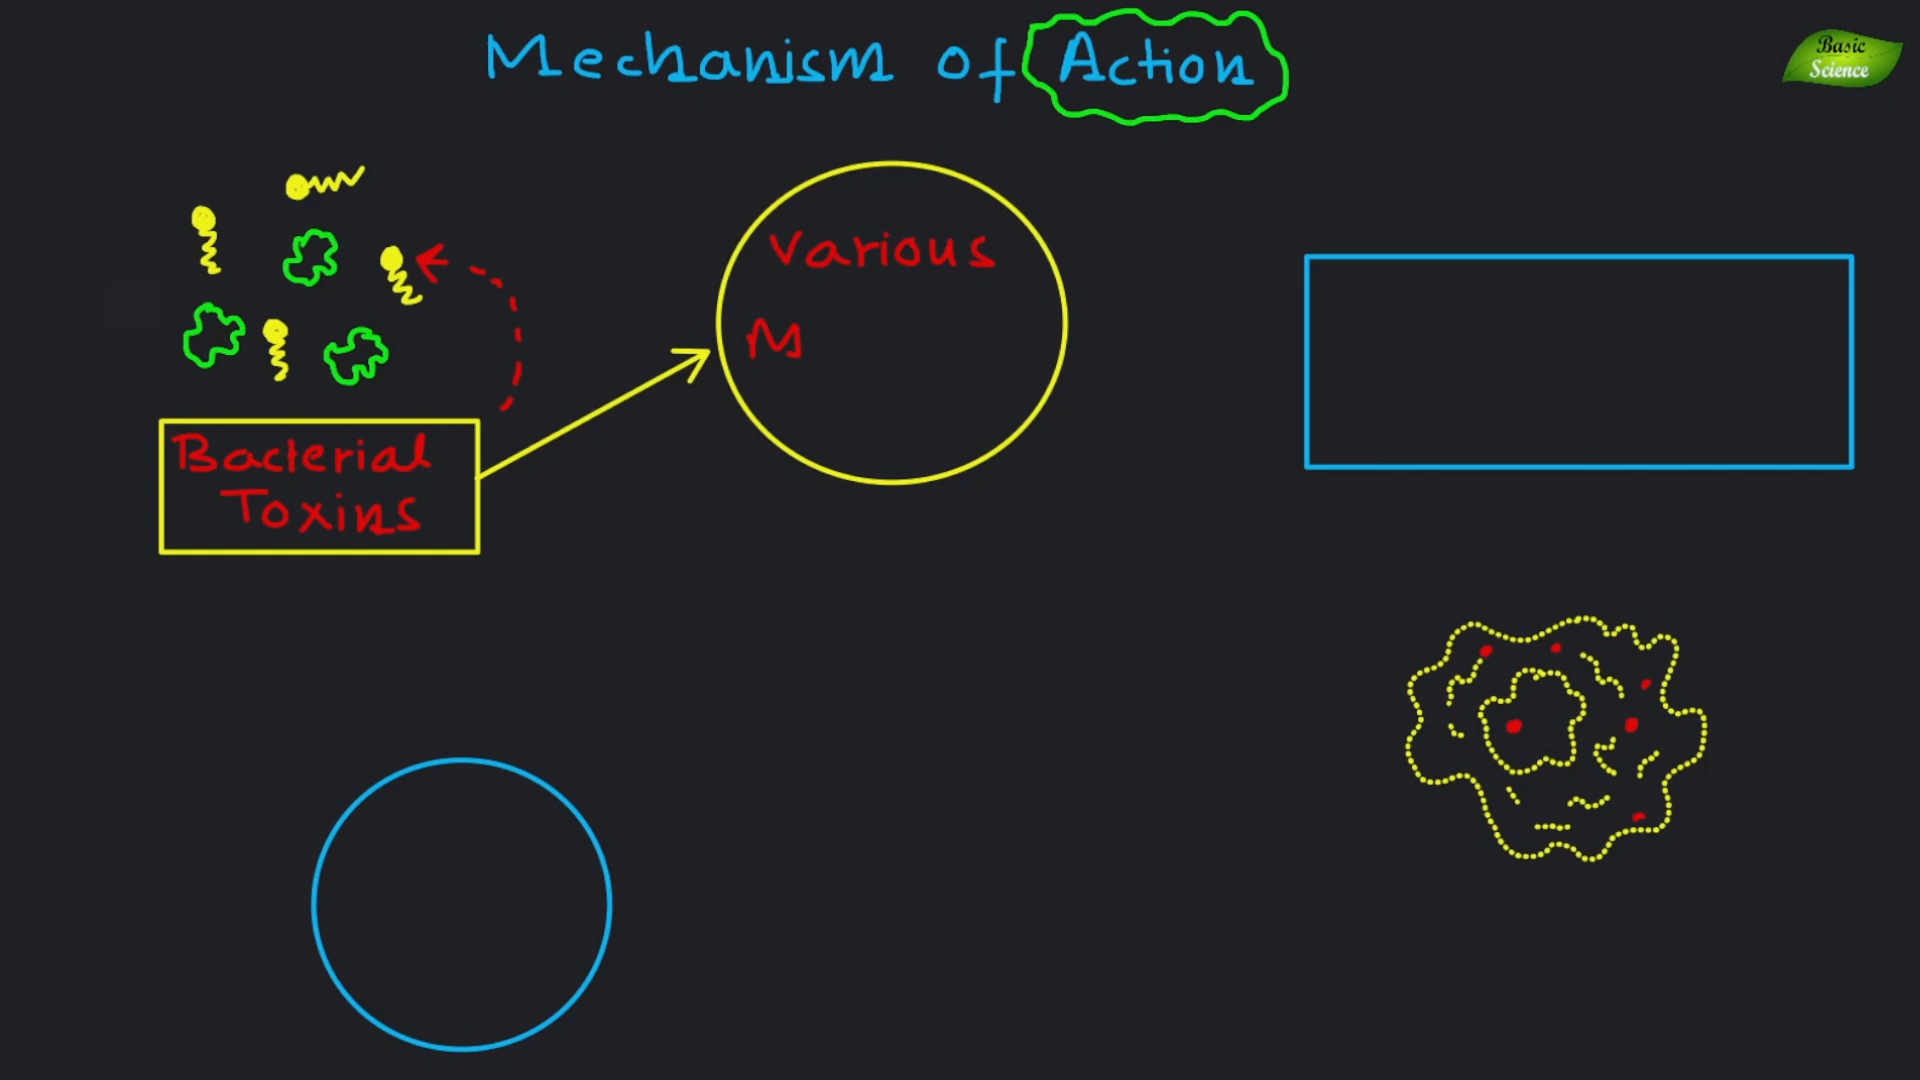 Mechanism of Action
Basic
Science
Various
M
Bacterial
Toxins